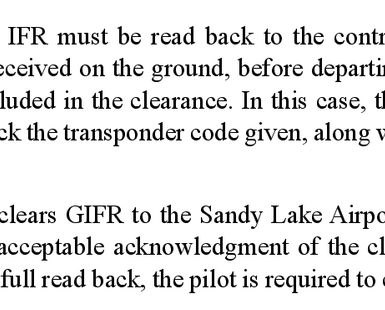 IFR must be read back to the contr
eceived on the ground, before departin
luded in the clearance. In this case, th
ck the transponder code given, along w
clears GIFR to the Sandy Lake Airpo
acceptable acknowledgment of the cl
full read back, the pilot is required to